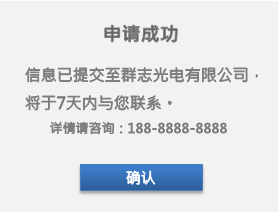 申请成功
信息已提交至群志光电有限公司，
将于7天内与您联系。
详情请咨询：188-8888-8888
确认